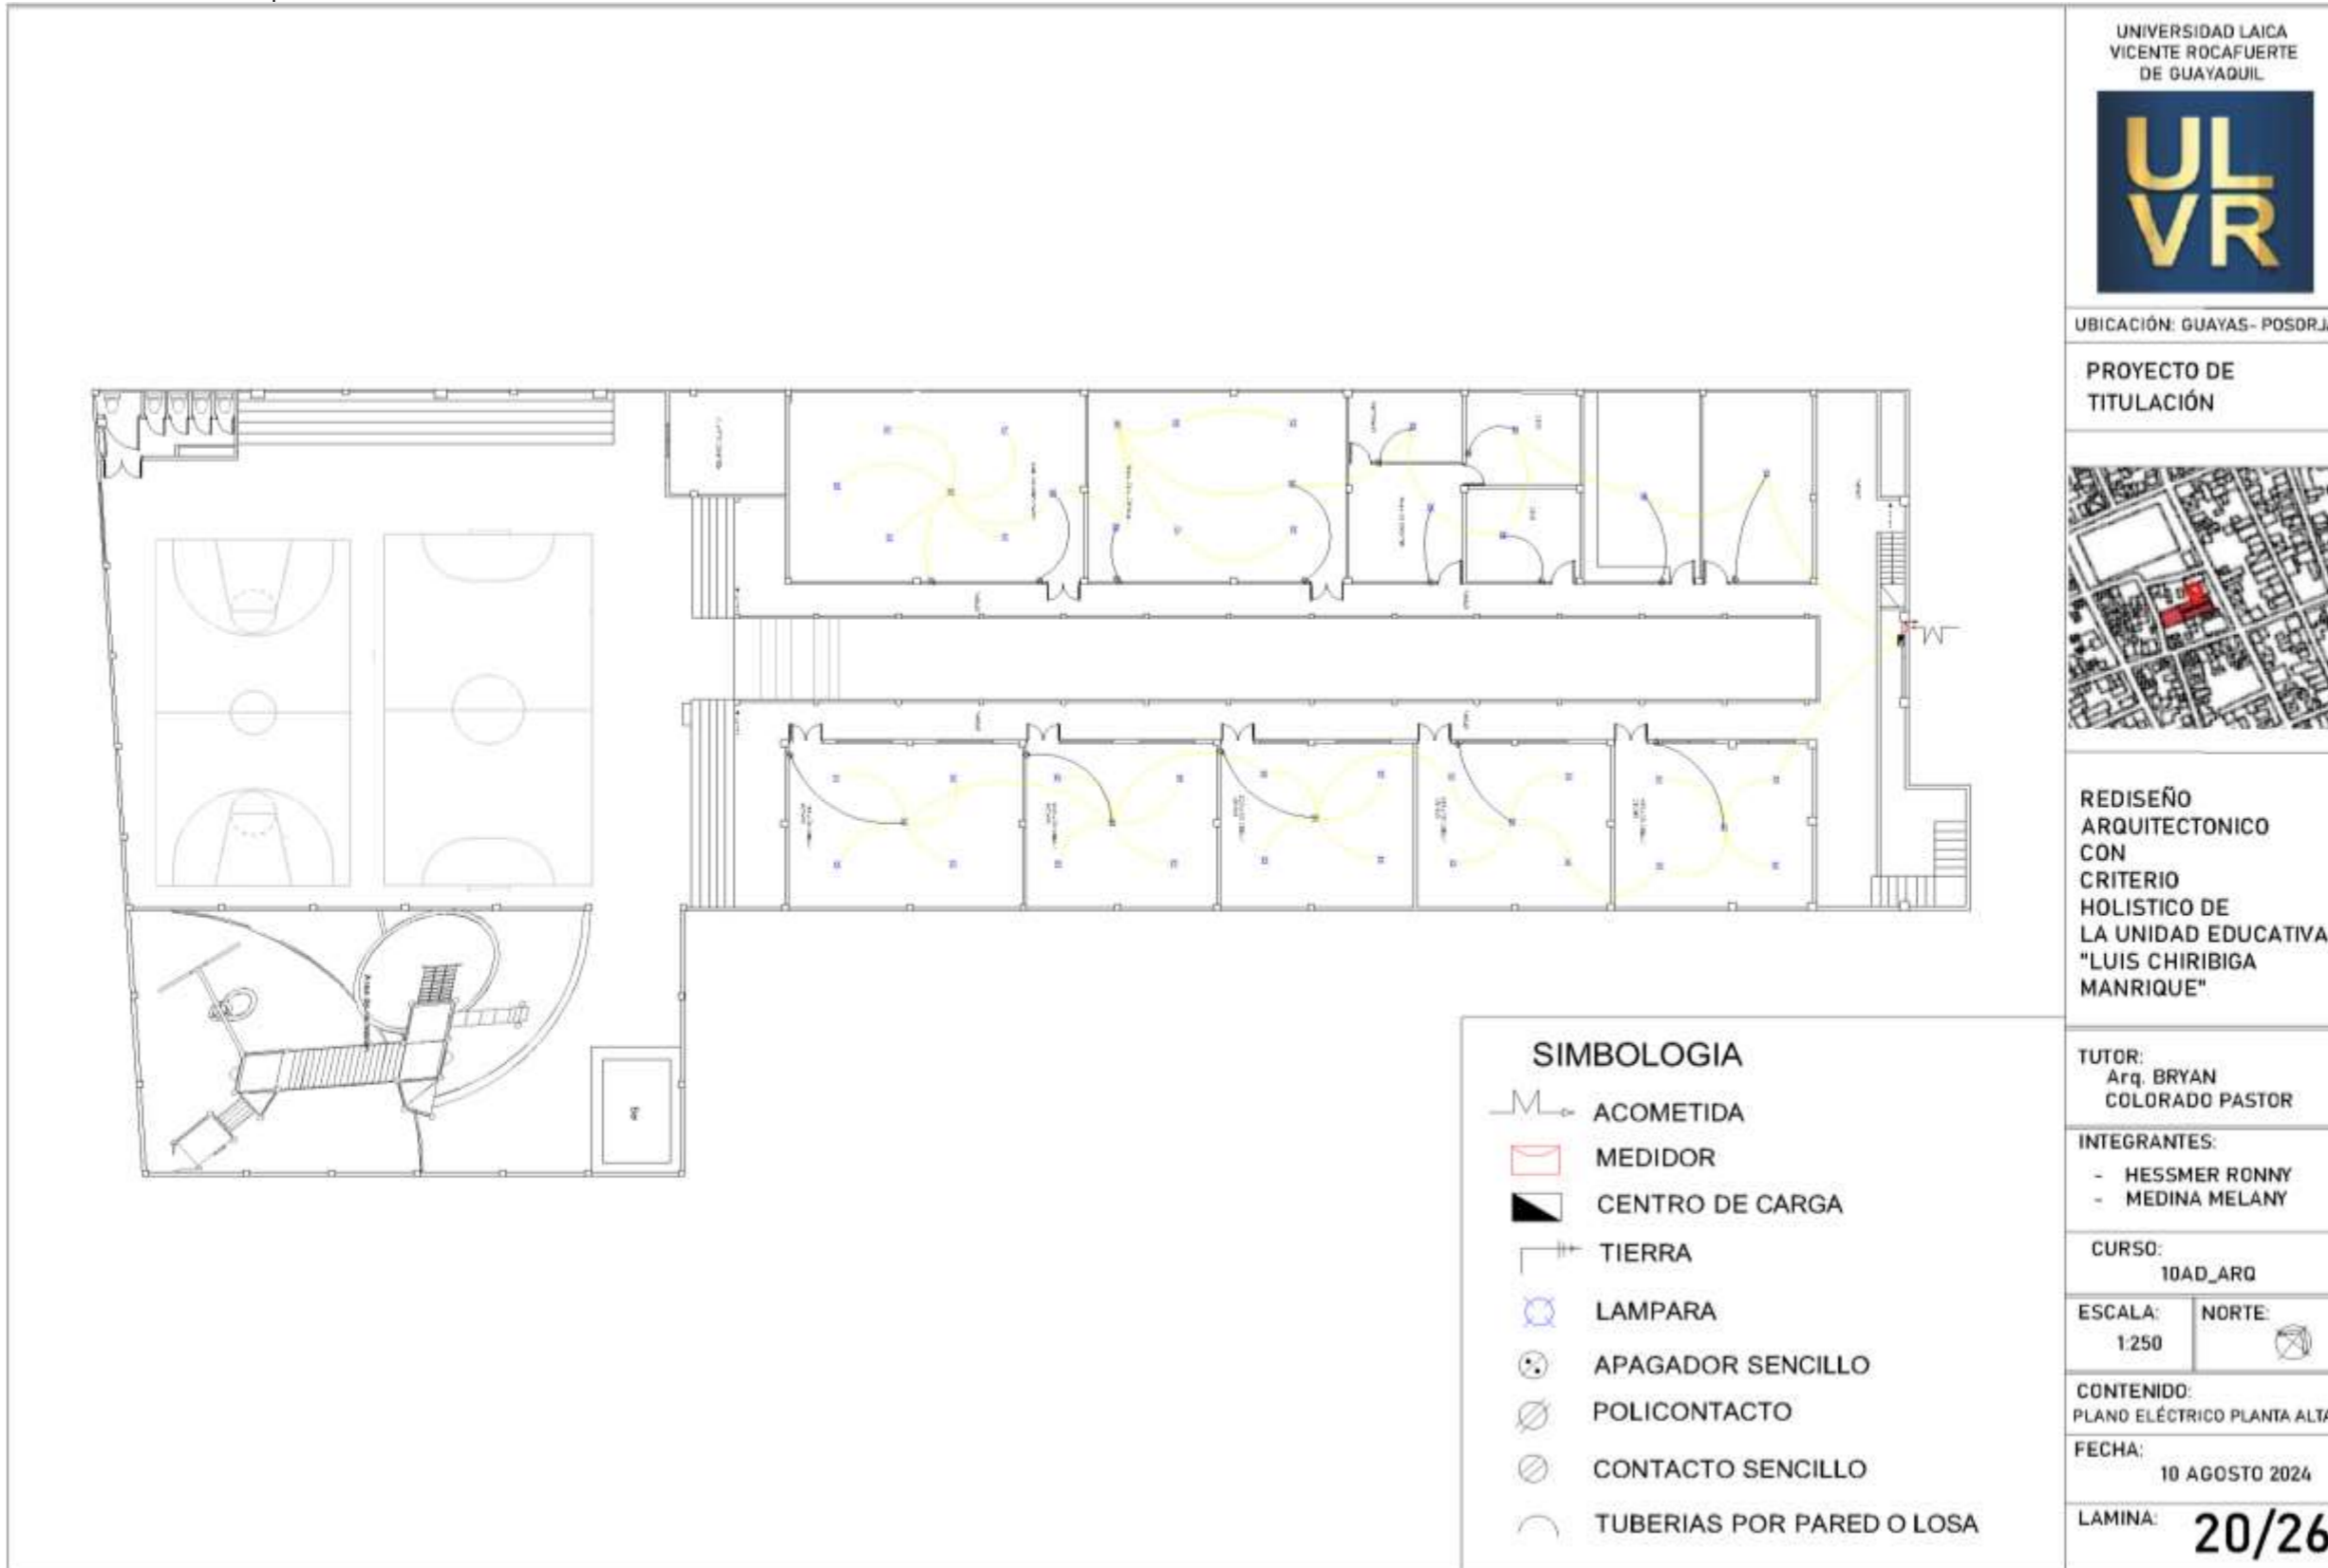 UNIVERSIDAD LAICA
VICENTE ROCAFUERTE
DE GUAYAQUIL
UL
VR
UBICACIÓN: GUAYAS- POSORJA
PROYECTO DE
TITULACIÓN
REDISEÑO
ARQUITECTONICO
CON
CRITERIO
HOLISTICO DE
LA UNIDAD EDUCATIVA
"LUIS CHIRIBIGA
MANRIQUE"
TUTOR:
Arq. BRYAN
COLORADO PASTOR
INTEGRANTES:
- HESSMER RONNY
- MEDINA MELANY
CURSO:
10AD_ARQ
ESCALA:
1:250
NORTE:
CONTENIDO:
PLANO ELÉCTRICO PLANTA ALTA
FECHA:
10 AGOSTO 2024
LAMINA:
20/26
SIMBOLOGIA
ACOMETIDA
MEDIDOR
CENTRO DE CARGA
TIERRA
LAMPARA
APAGADOR SENCILLO
POLICONTACTO
CONTACTO SENCILLO
TUBERIAS POR PARED O LOSA
Bar